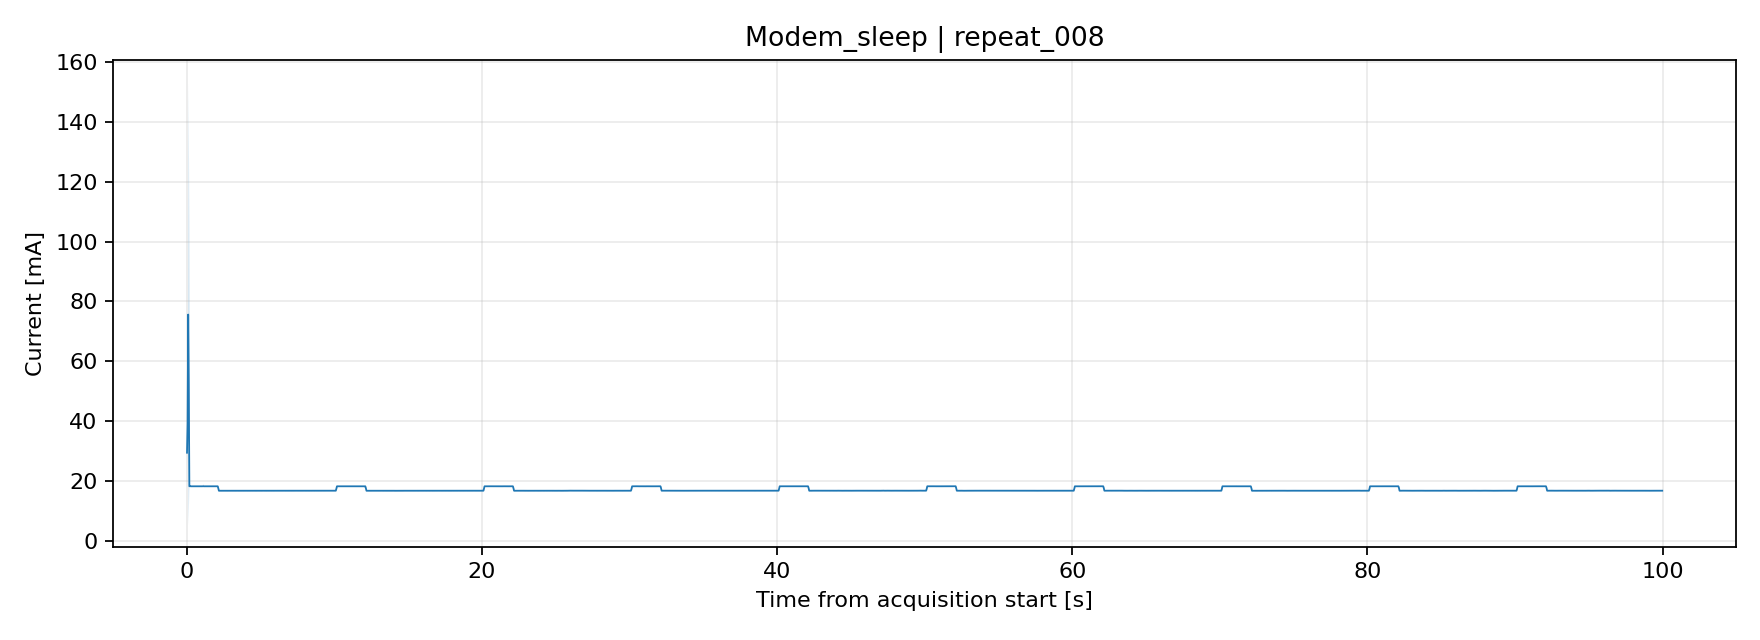 Modem_sleep | repeat_008
160
140
120
100
80
60
40
20
0
Current [mA]
0 20 40 60 80 100
Time from acquisition start [s]